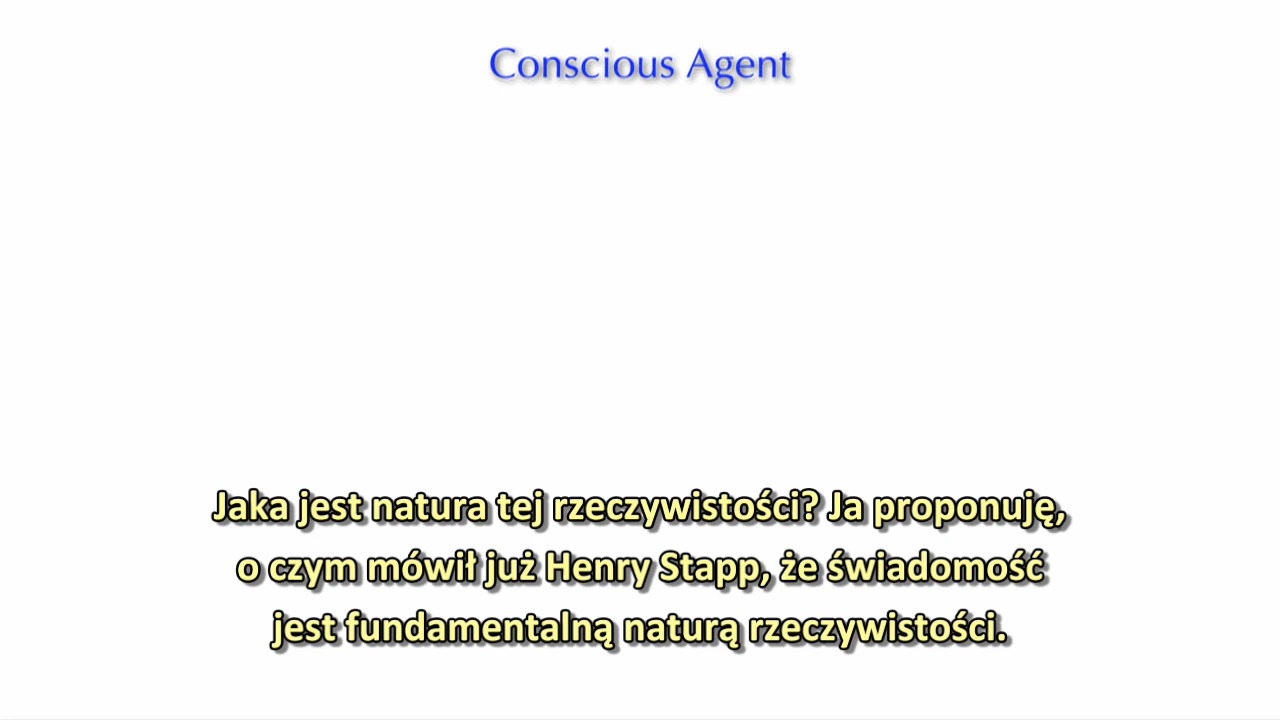 Conscious Agent
Jaka jest natura tej rzeczywistości? Ja proponuję,
o czym mówił już Henry Stapp, że świadomość
jest fundamentalną naturą rzeczywistości.